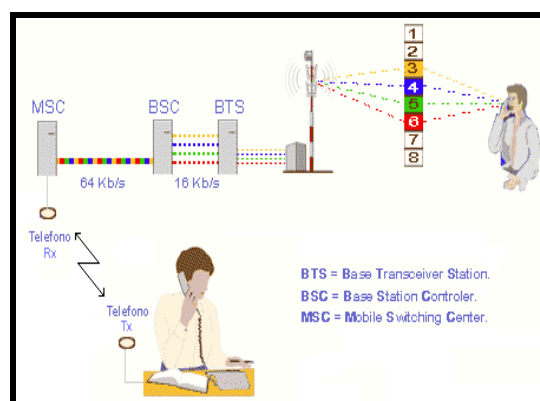 MSC
BSC
BTS
64 Kb/s
16 Kb/s
1
2
3
4
5
6
7
8
Telefono
Rx
Telefono
Tx
BTS = Base Transceiver Station.
BSC = Base Station Controler.
MSC = Mobile Switching Center.